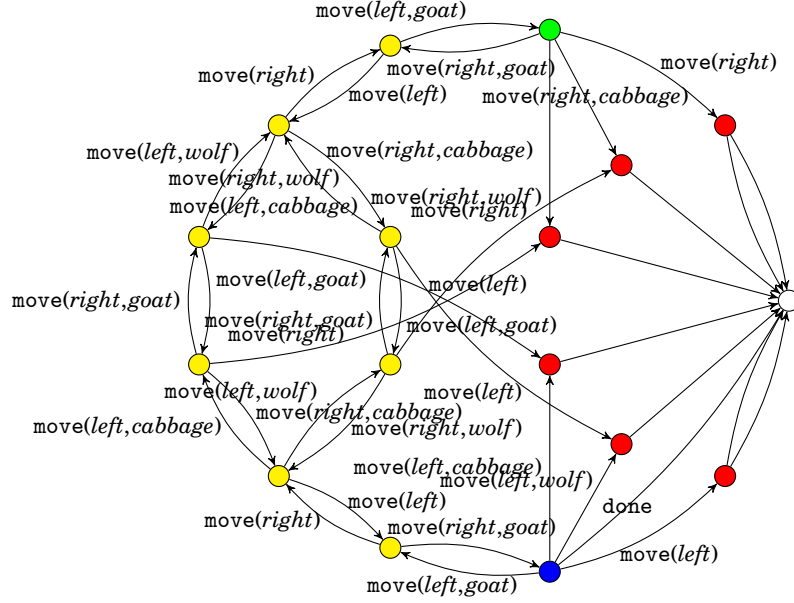 move(left,goat)
move(right)
move(right)
move(right,goat)
move(left)
move(right,cabbage)
move(left,wolf)
move(right,cabbage)
move(right,wolf)
move(right,wolf)
move(left,cabbage)
move(right)
move(left,goat)
move(left)
move(right,goat)
move(right,goat)
move(right)
move(left,goat)
move(left,wolf)
move(left)
move(right,cabbage)
move(left,cabbage)
move(right,wolf)
move(left,cabbage)
move(left,wolf)
move(left)
done
move(right)
move(right,goat)
move(left)
move(left,goat)